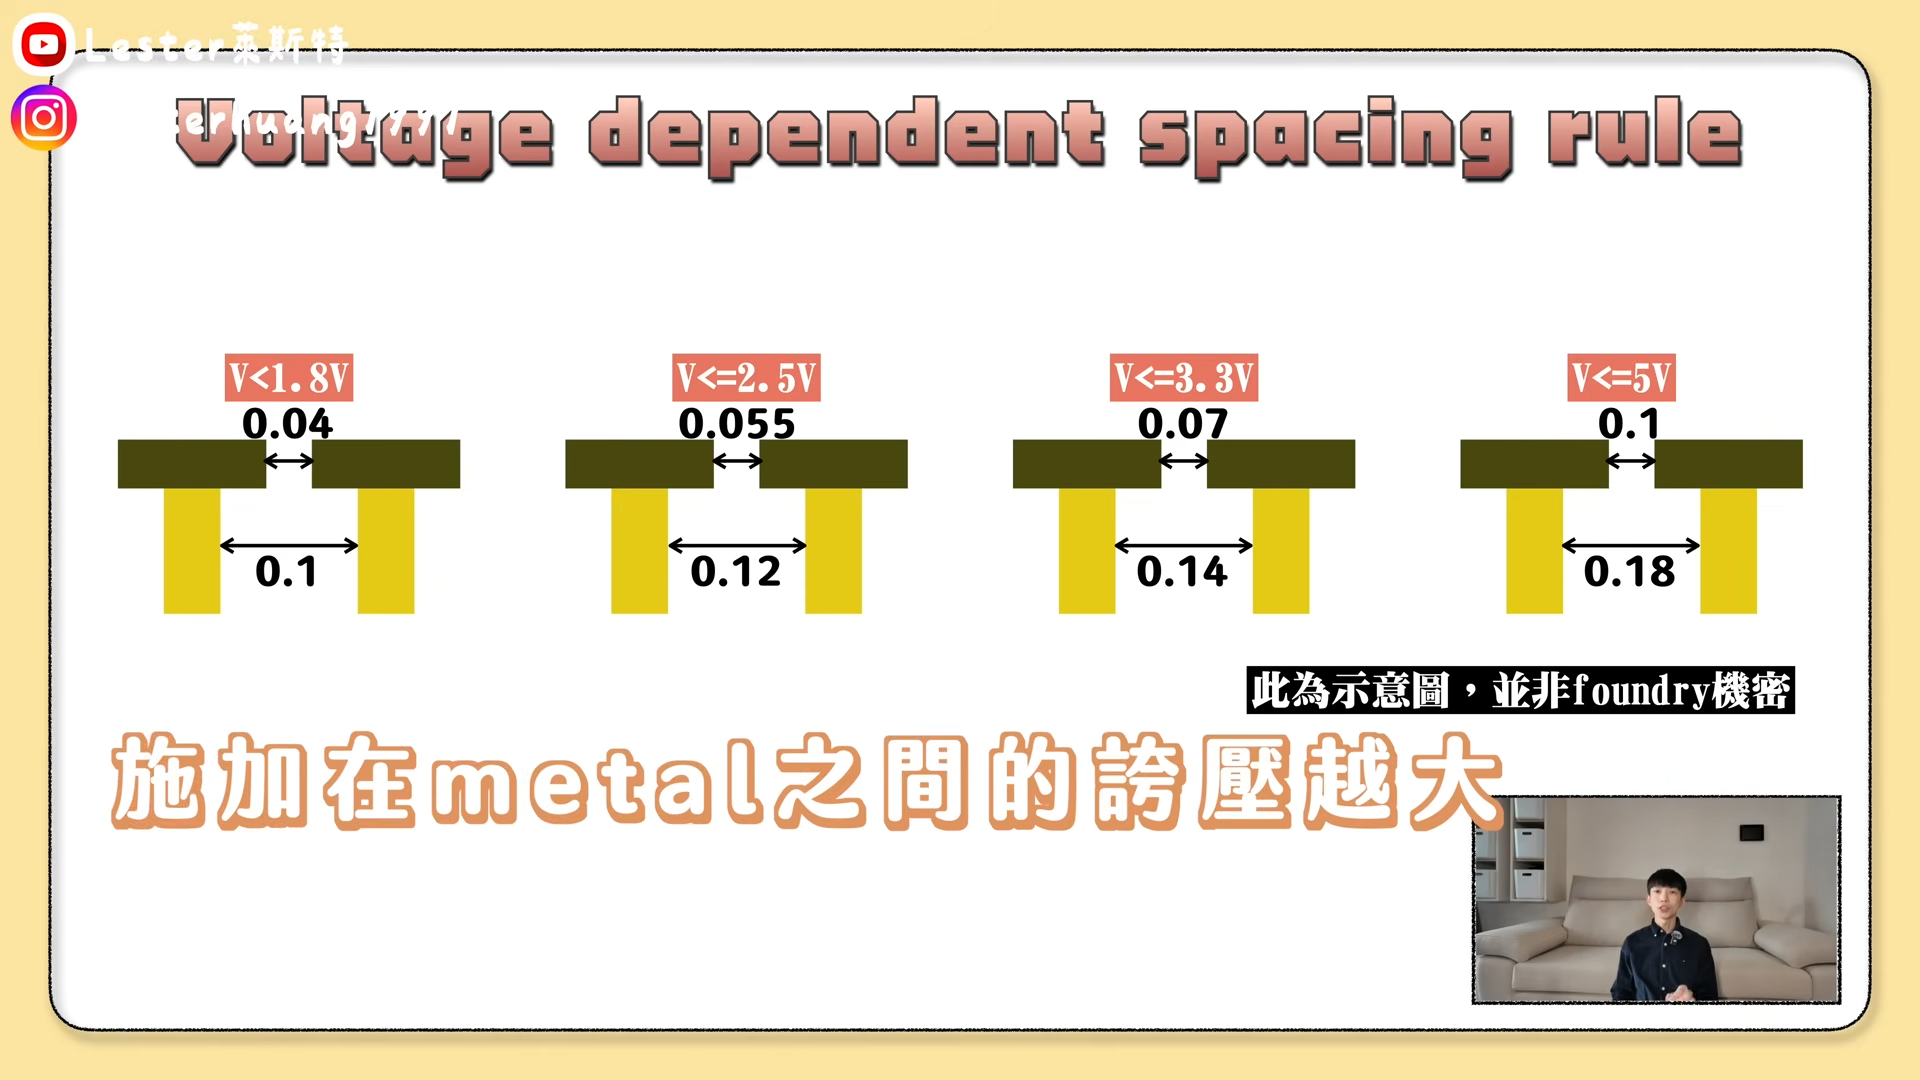 Lester萊斯特
Voltage dependent spacing rule
V<1.8V
V<=2.5V
V<=3.3V
V<=5V
0.04
0.055
0.07
0.1
0.1
0.12
0.14
0.18
此為示意圖，並非foundry機密
施加在metal之間的誇壓越大